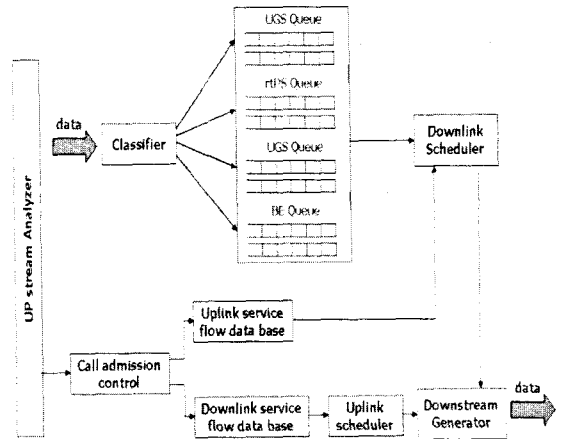 UP stream Analyzer
data
Classifier
UGS Queue
rtPS Queue
UGS Queue
BE Queue
Downlink
Scheduler
Uplink service
flow data base
Call admission
control
Downlink service
flow data base
Uplink
scheduler
Downstream
Generator
data